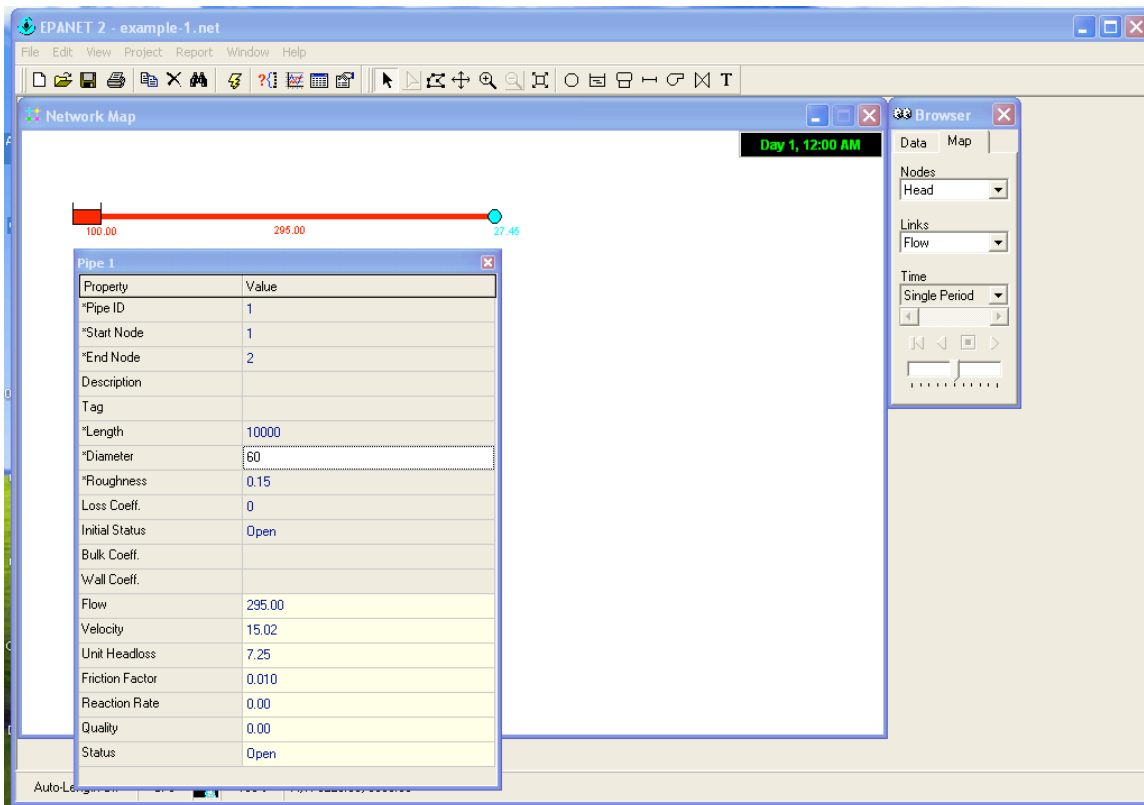 EPANET 2 - example-1.net
File Edit View Project Report Window Help
T
Network Map
Day 1, 12:00 AM
100.00 295.00 27.45
Pipe 1
Property Value
*Pipe ID 1
*Start Node 1
*End Node 2
Description
Tag
*Length 10000
*Diameter 60
*Roughness 0.15
Loss Coeff. 0
Initial Status Open
Bulk Coeff.
Wall Coeff.
Flow 295.00
Velocity 15.02
Unit Headloss 7.25
Friction Factor 0.010
Reaction Rate 0.00
Quality 0.00
Status Open
Browser
Data Map
Nodes
Head
Links
Flow
Time
Single Period